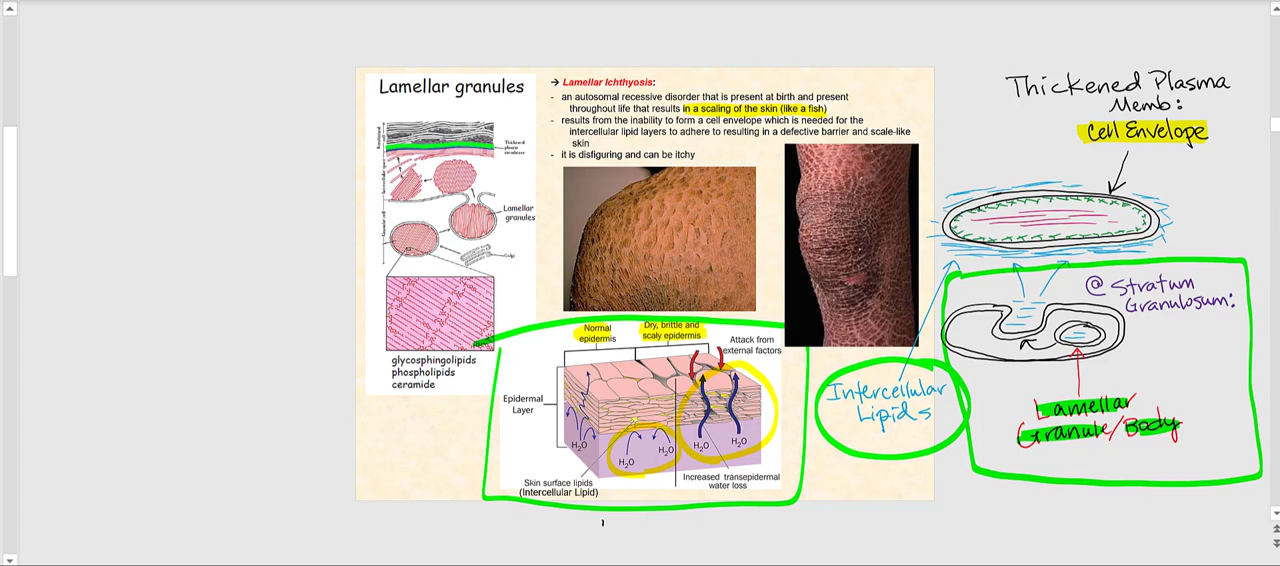 Lamellar granules
Thickened
plasma
membrane
Lamellar
granules
Golgi
glycosphingolipids
phospholipids
ceramide
→ Lamellar Ichthyosis:
- an autosomal recessive disorder that is present at birth and present
throughout life that results in a scaling of the skin (like a fish)
- results from the inability to form a cell envelope which is needed for the
intercellular lipid layers to adhere to resulting in a defective barrier and scale-like
skin
- it is disfiguring and can be itchy
Normal
epidermis
Dry, brittle and
scaly epidermis
Attack from
external factors
Epidermal
Layer
H₂O
H₂O
H₂O
H₂O
H₂O
Skin surface lipids
(Intercellular Lipid)
Increased transepidermal
water loss
Thickened Plasma
Memb:
Cell Envelope
@ Stratum
Granulosum:
Intercellular
Lipids
Lamellar
Granule/Body